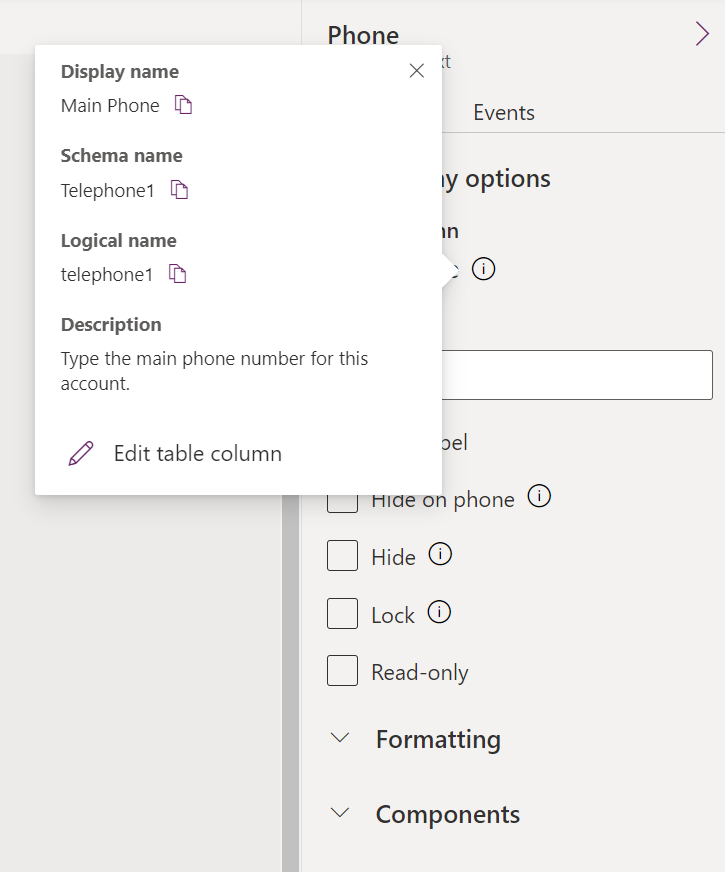 Phone
Events
Display name
Main Phone
Schema name
Telephone1
Logical name
telephone1
Description
Type the main phone number for this
account.
Edit table column
options
Hide on phone
Hide
Lock
Read-only
Formatting
Components